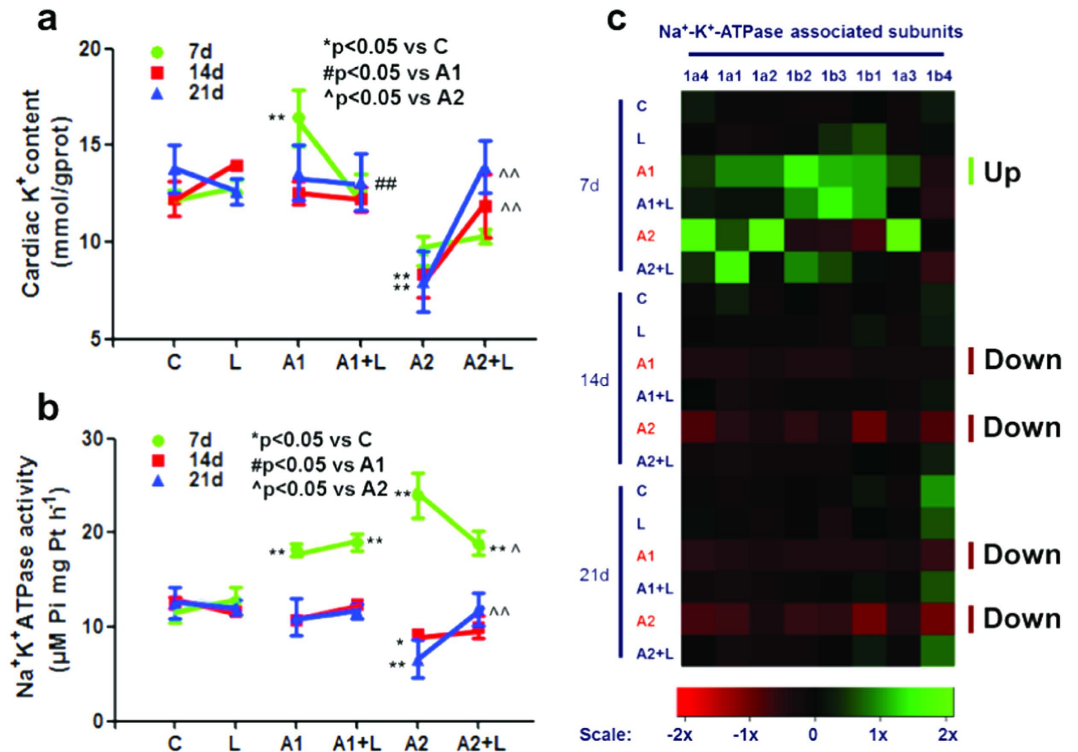 a
20
15
10
5
Cardiac K⁺content
(mmol/gprot)
7d
14d
21d
*p<0.05 vs C
#p<0.05 vs A1
^p<0.05 vs A2
**
##
^^
^^
**
**
C L A1 A1+L A2 A2+L
b
30
20
10
0
Na⁺K⁺ATPase activity
(µM Pi mg Pt h⁻¹)
7d
14d
21d
*p<0.05 vs C
#p<0.05 vs A1
^p<0.05 vs A2
**
**
**
** ^
^^
*
**
C L A1 A1+L A2 A2+L
c
Na⁺-K⁺-ATPase associated subunits
1a4 1a1 1a2 1b2 1b3 1b1 1a3 1b4
7d
C
L
A1
Up
A1+L
A2
A2+L
14d
C
L
A1
Down
A1+L
A2
Down
A2+L
21d
C
L
A1
Down
A1+L
A2
Down
A2+L
Scale: -2x -1x 0 1x 2x